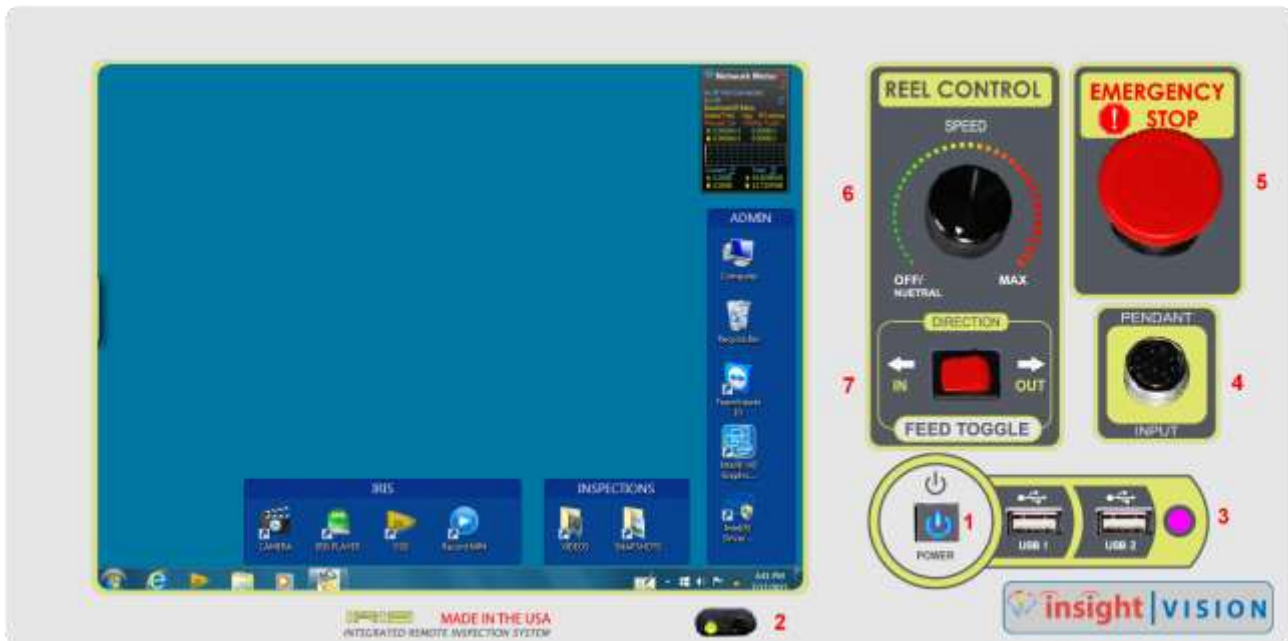 Network Meter
ADMIN
Computer
Recycle Bin
IRIS
CAMERA
Record NPN
INSPECTIONS
VIDEOS
SNAPSHOTS
MADE IN THE USA
INTEGRATED REMOTE INSPECTION SYSTEM
2
REEL CONTROL
SPEED
6
OFF/
NUETRAL
MAX
DIRECTION
7
IN
OUT
FEED TOGGLE
EMERGENCY
STOP
5
PENDANT
4
INPUT
1
POWER
USB 1
USB 2
3
insight VISION